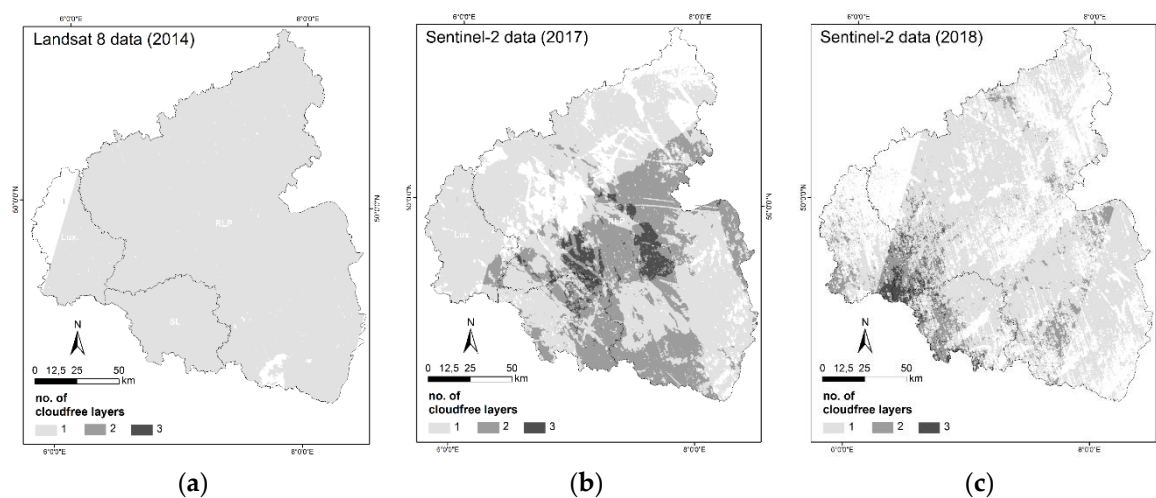 6°0'0"E 8°0'0"E
Landsat 8 data (2014)
50°0'0"N
50°0'0"N
Lux.
RLP
SL
N
0 12,5 25 50
km
no. of
cloudfree layers
1 2 3
6°0'0"E 8°0'0"E
(a)
6°0'0"E 8°0'0"E
Sentinel-2 data (2017)
50°0'0"N
50°0'0"N
Lux.
N
0 12,5 25 50
km
no. of
cloudfree layers
1 2 3
6°0'0"E 8°0'0"E
(b)
6°0'0"E 8°0'0"E
Sentinel-2 data (2018)
50°0'0"N
50°0'0"N
N
0 12,5 25 50
km
no. of
cloudfree layers
1 2 3
6°0'0"E 8°0'0"E
(c)